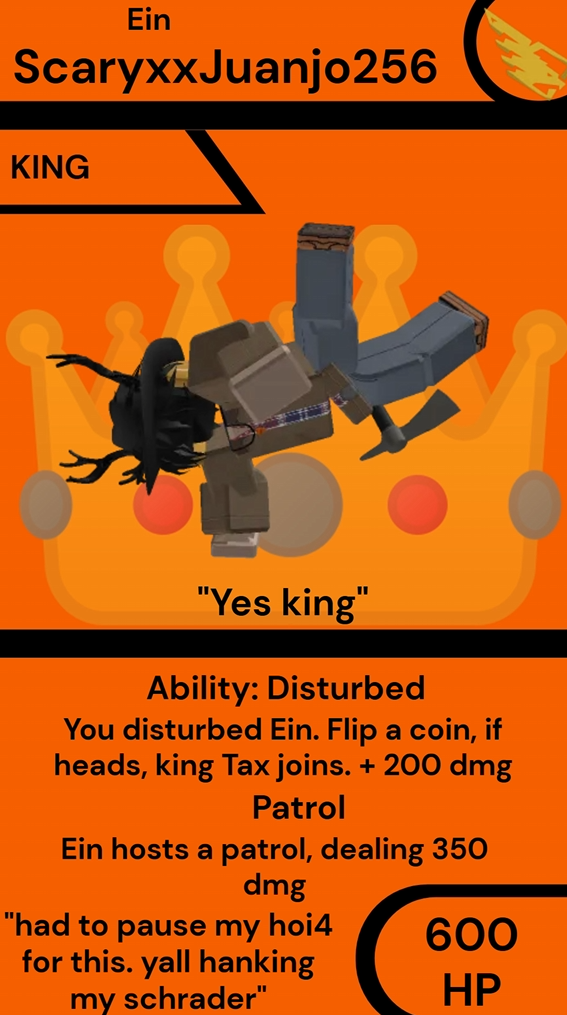 Ein
ScaryxxJuanjo256
KING
"Yes king"
Ability: Disturbed
You disturbed Ein. Flip a coin, if
heads, king Tax joins. + 200 dmg
Patrol
Ein hosts a patrol, dealing 350
dmg
"had to pause my hoi4
for this. yall hanking
my schrader"
600
HP